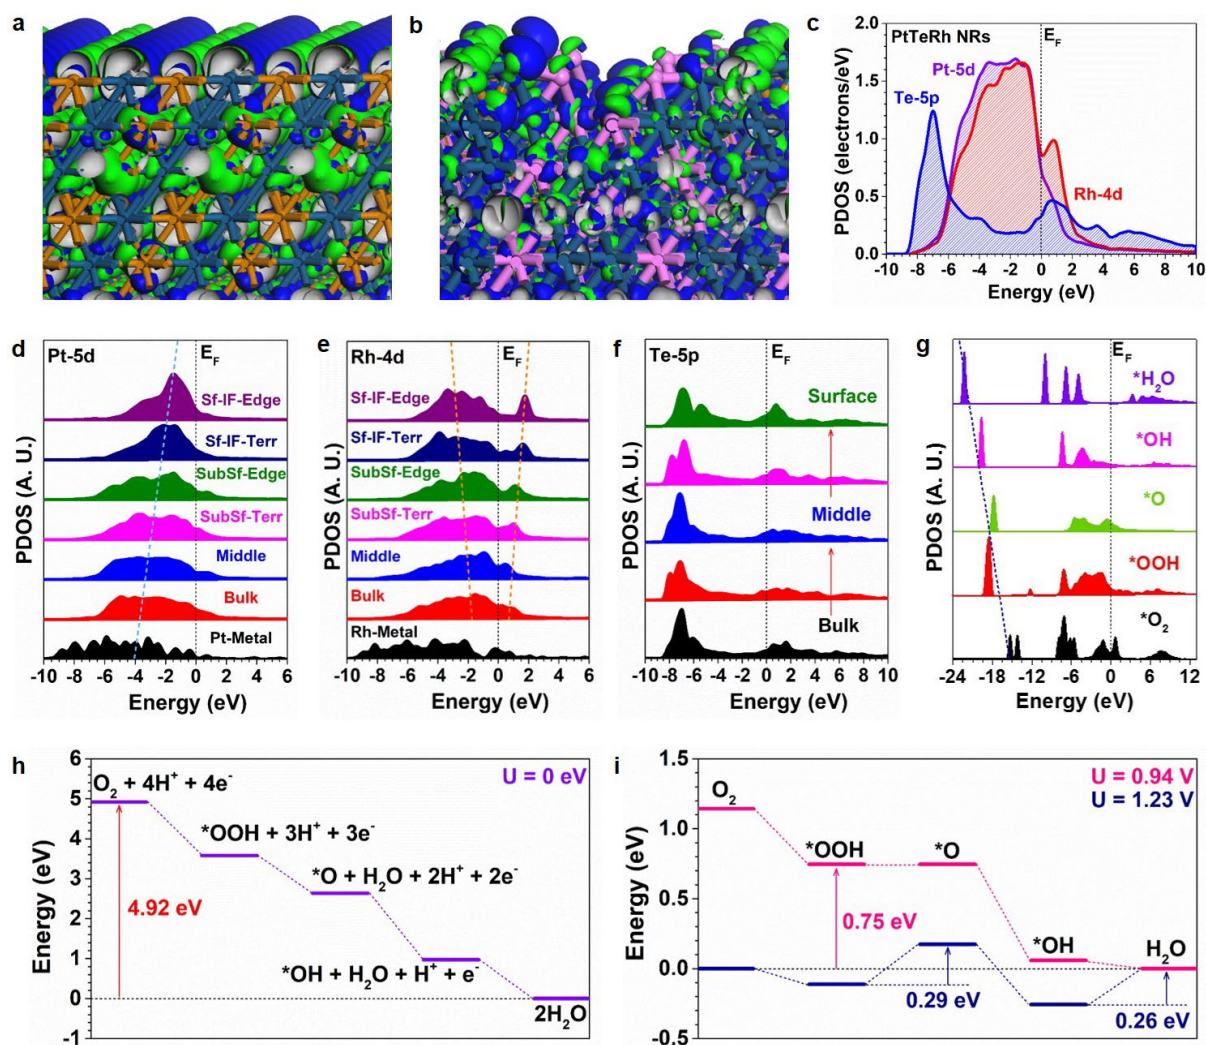 a
b
c
PtTeRh NRs
E_F
Pt-5d
Te-5p
Rh-4d
PDOS (electrons/eV)
2.0
1.5
1.0
0.5
0.0
-10 -8 -6 -4 -2 0 2 4 6 8 10
Energy (eV)
d
Pt-5d
E_F
Sf-IF-Edge
Sf-IF-Terr
SubSf-Edge
SubSf-Terr
Middle
Bulk
Pt-Metal
PDOS (A. U.)
-10 -8 -6 -4 -2 0 2 4 6
Energy (eV)
e
Rh-4d
E_F
Sf-IF-Edge
Sf-IF-Terr
SubSf-Edge
SubSf-Terr
Middle
Bulk
Rh-Metal
PDOS (A. U.)
-10 -8 -6 -4 -2 0 2 4 6
Energy (eV)
f
Te-5p
E_F
Surface
Middle
Bulk
PDOS (A. U.)
-10 -8 -6 -4 -2 0 2 4 6 8 10
Energy (eV)
g
E_F
*H₂O
*OH
*O
*OOH
*O₂
PDOS (A. U.)
-24 -18 -12 -6 0 6 12
Energy (eV)
h
U = 0 eV
O₂ + 4H⁺ + 4e⁻
*OOH + 3H⁺ + 3e⁻
*O + H₂O + 2H⁺ + 2e⁻
4.92 eV
*OH + H₂O + H⁺ + e⁻
2H₂O
Energy (eV)
6
5
4
3
2
1
0
-1
i
U = 0.94 V
U = 1.23 V
O₂
*OOH
*O
0.75 eV
*OH
H₂O
0.29 eV
0.26 eV
Energy (eV)
1.5
1.0
0.5
0.0
-0.5